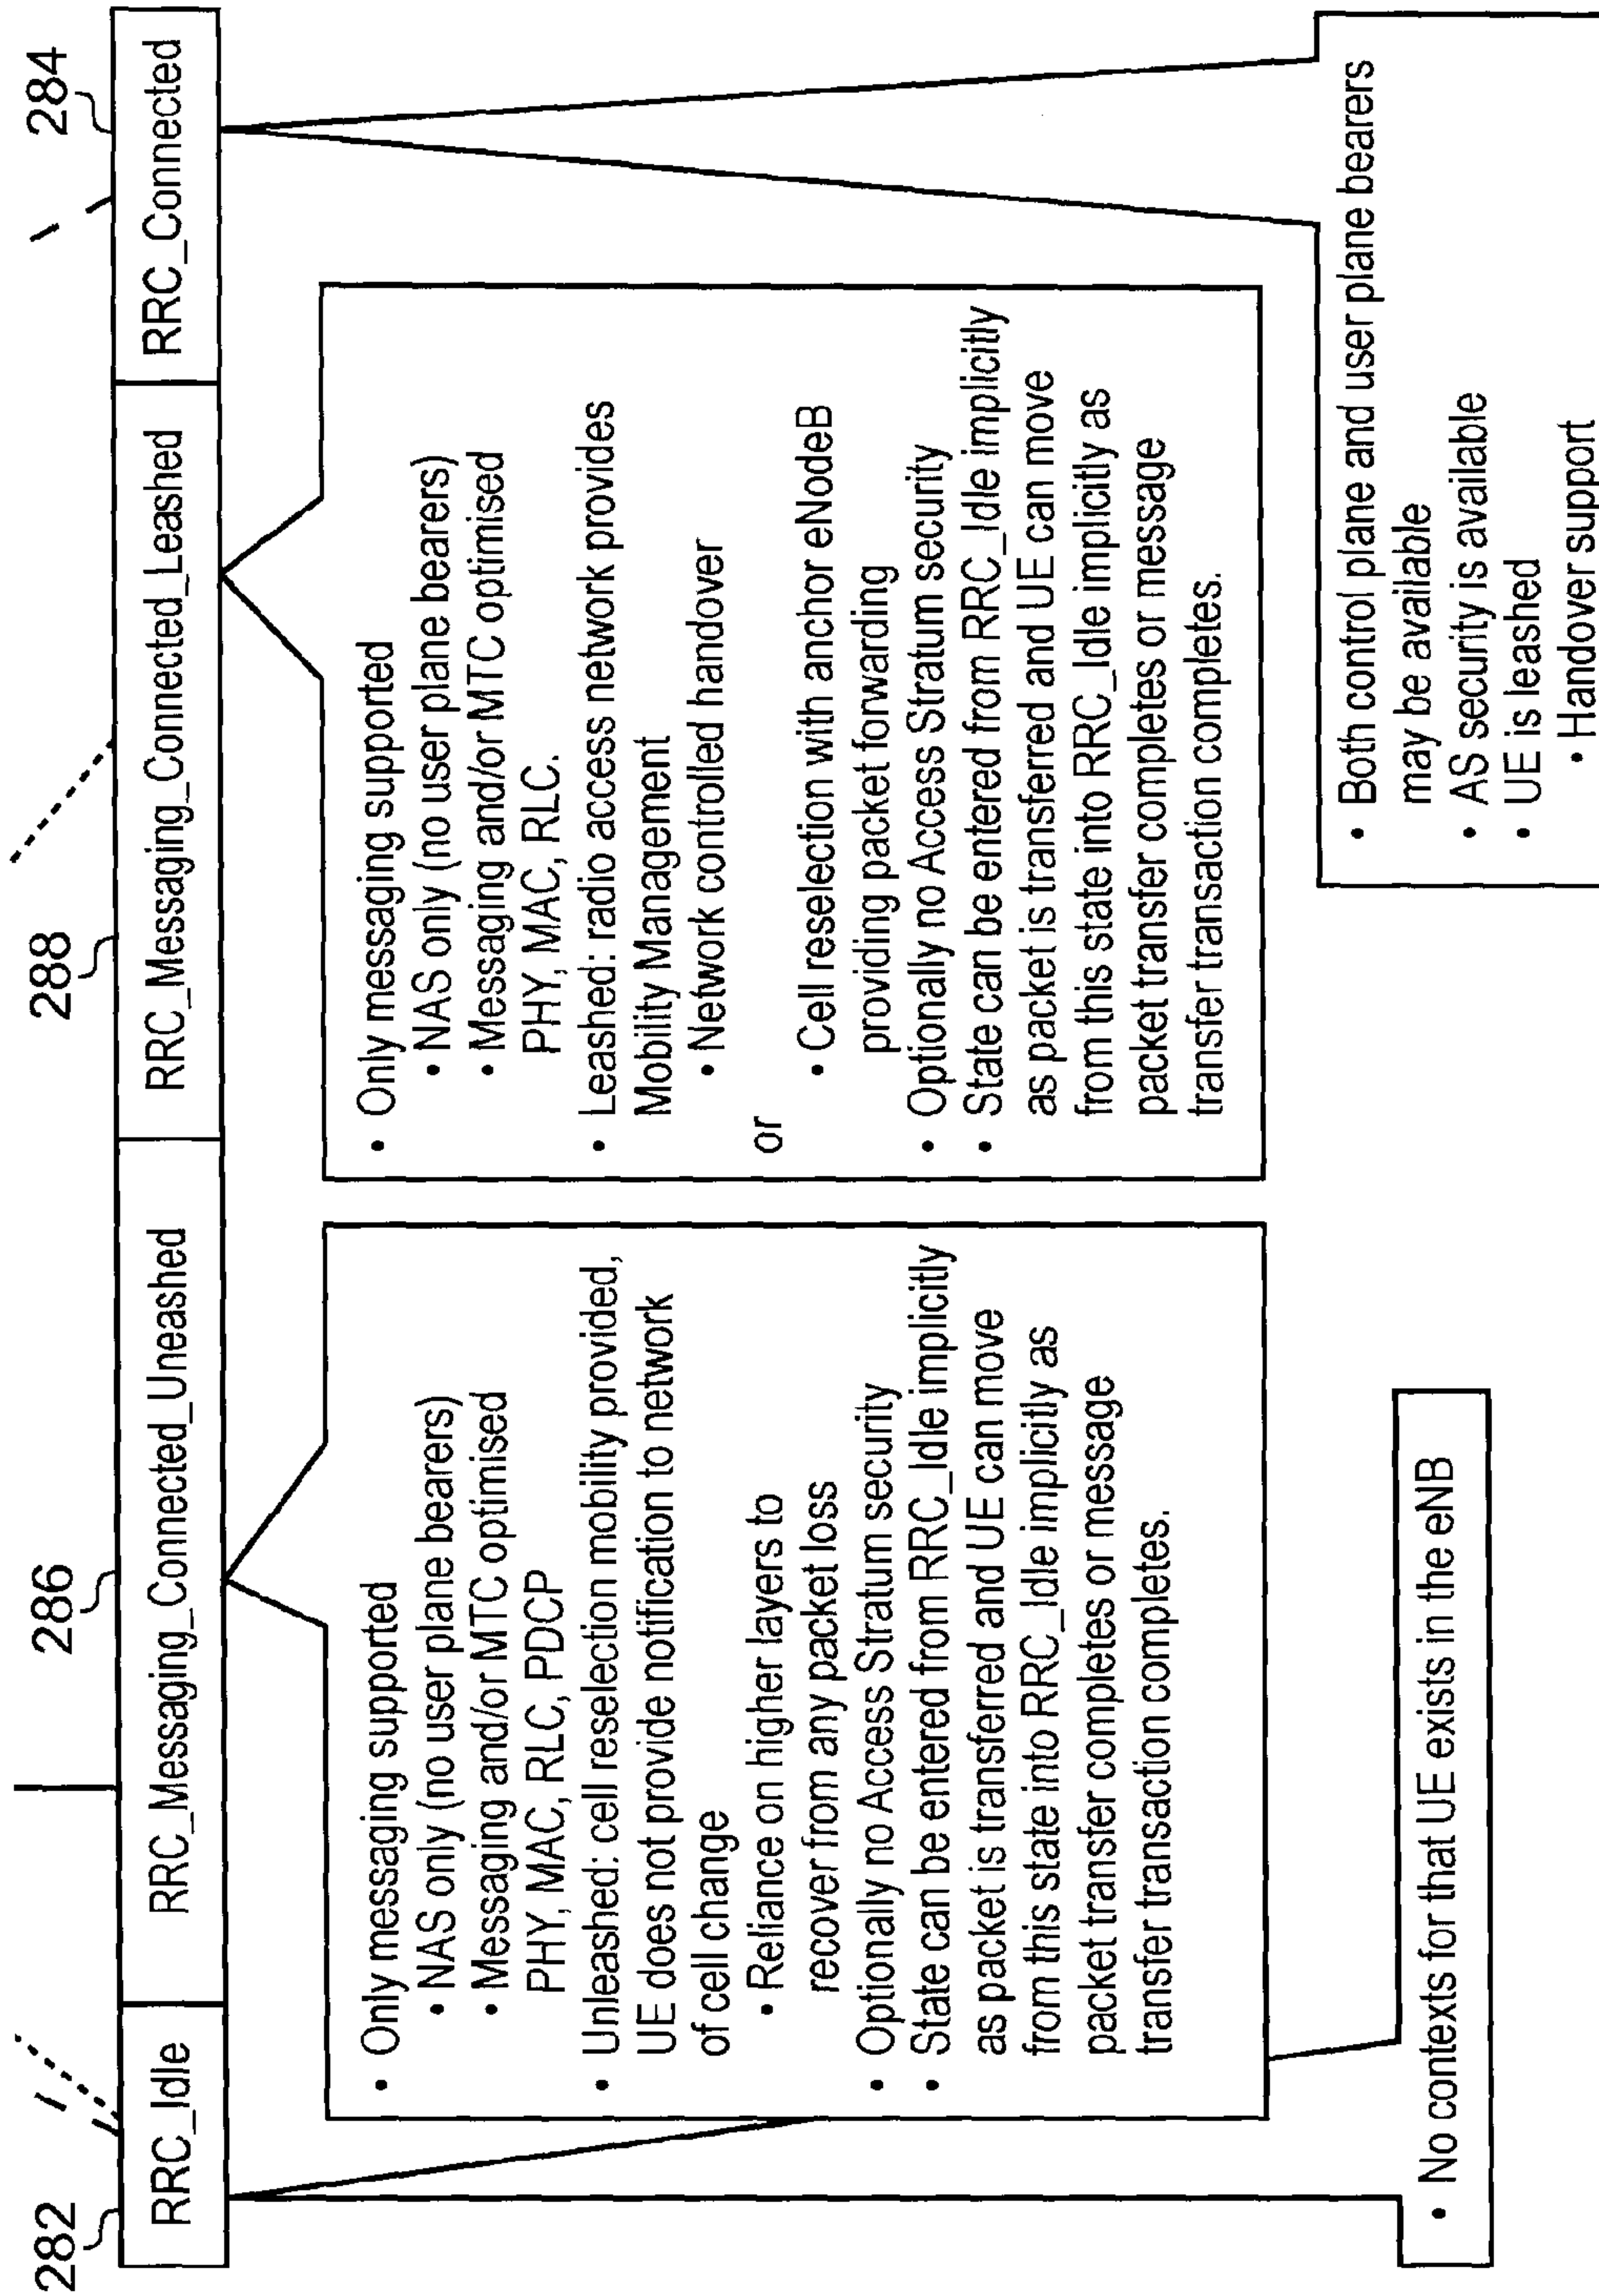 282
286
288
284
RRC_Idle
RRC_Messaging_Connected_Uneashed
RRC_Messaging_Connected_Leashed
RRC_Connected
• Only messaging supported
• NAS only (no user plane bearers)
• Messaging and/or MTC optimised
PHY, MAC, RLC, PDCP
• Unleashed: cell reselection mobility provided,
UE does not provide notification to network
of cell change
• Reliance on higher layers to
recover from any packet loss
• Optionally no Access Stratum security
• State can be entered from RRC_Idle implicitly
as packet is transferred and UE can move
from this state into RRC_Idle implicitly as
packet transfer completes or message
transfer transaction completes.
• Only messaging supported
• NAS only (no user plane bearers)
• Messaging and/or MTC optimised
PHY, MAC, RLC.
• Leashed: radio access network provides
Mobility Management
• Network controlled handover
or
• Cell reselection with anchor eNodeB
providing packet forwarding
• Optionally no Access Stratum security
• State can be entered from RRC_Idle implicitly
as packet is transferred and UE can move
from this state into RRC_Idle implicitly as
packet transfer completes or message
transfer transaction completes.
• No contexts for that UE exists in the eNB
• Both control plane and user plane bearers
may be available
• AS security is available
• UE is leashed
• Handover support